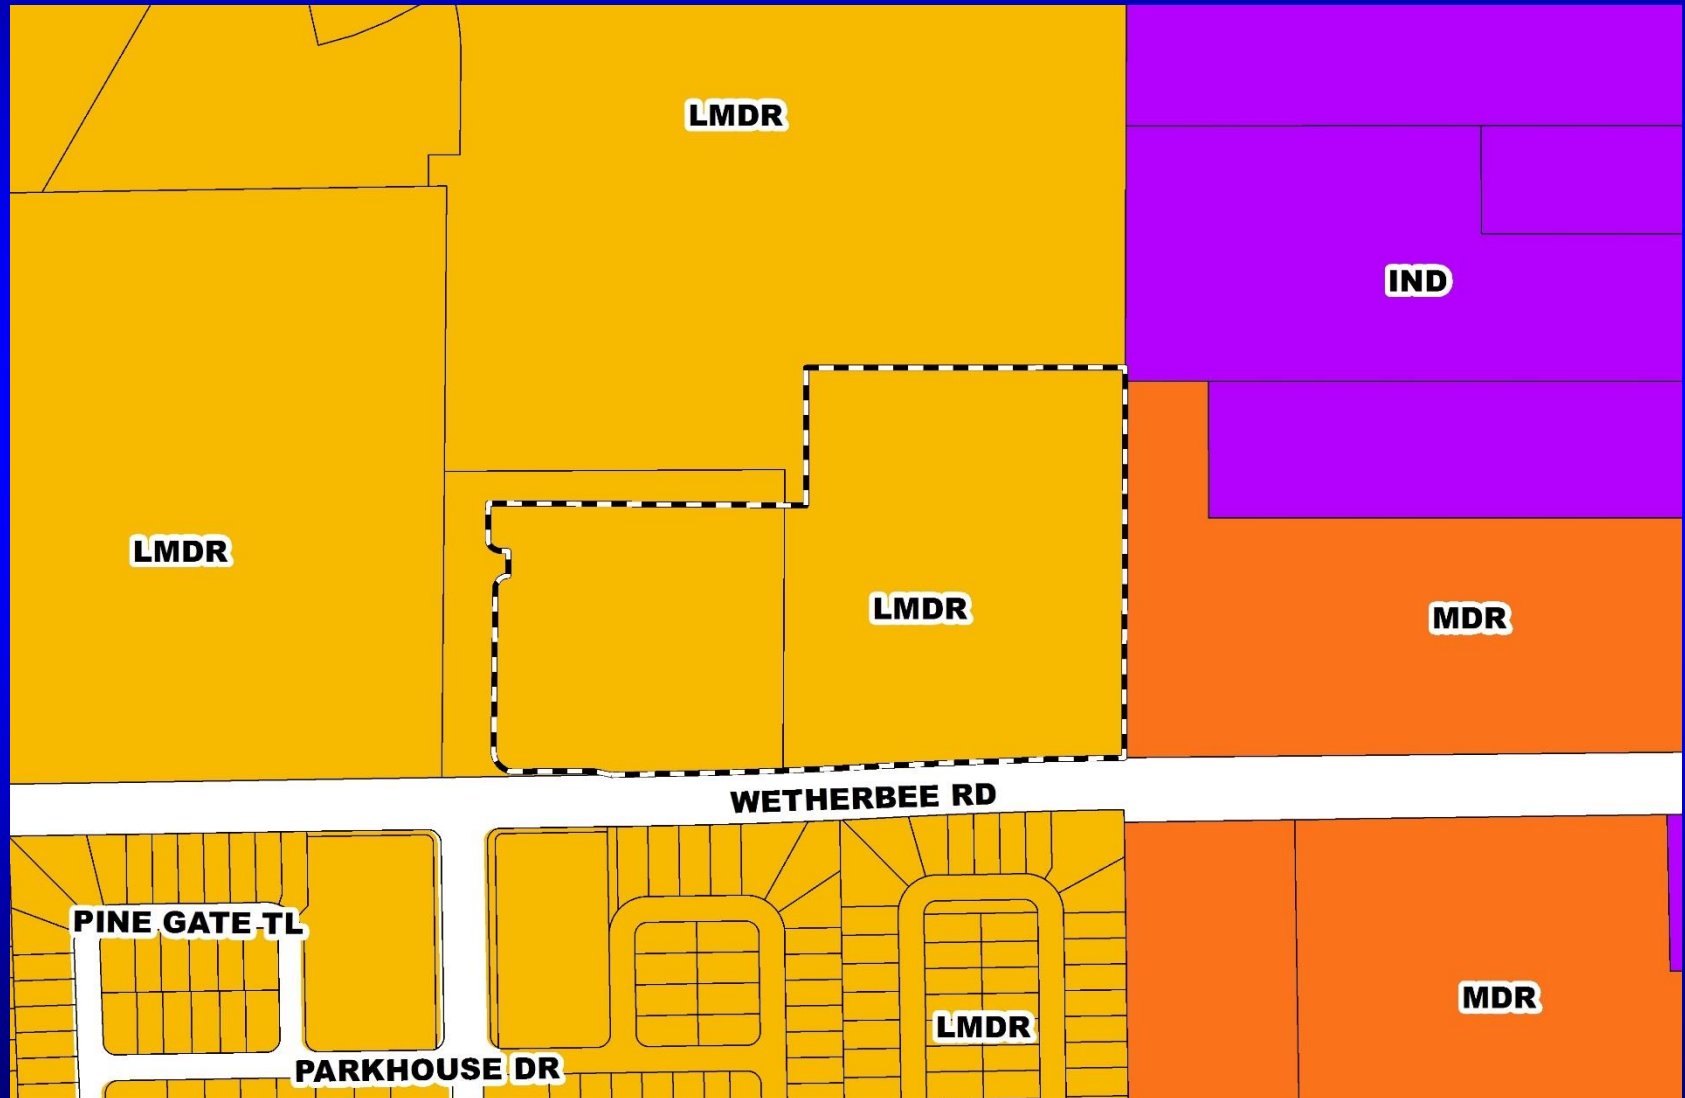 LMDR
IND
LMDR
LMDR
MDR
WETHERBEE RD
PINE GATE TL
MDR
LMDR
PARKHOUSE DR